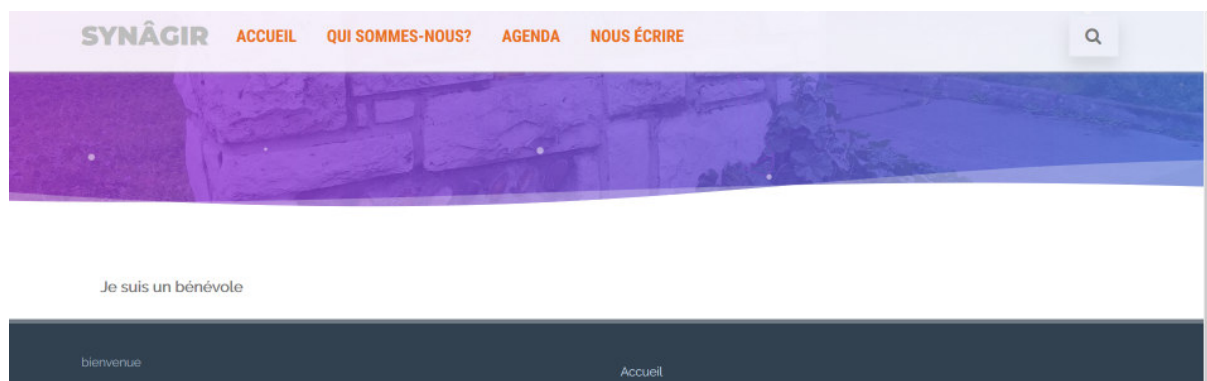 SYNÂGIR ACCUEIL QUI SOMMES-NOUS? AGENDA NOUS ÉCRIRE
Je suis un bénévole
bienvenue
Accueil